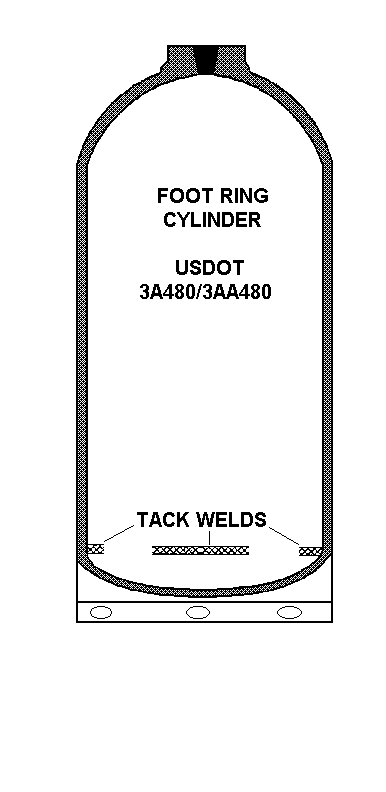 FOOT RING
CYLINDER
USDOT
3A480/3AA480
TACK WELDS